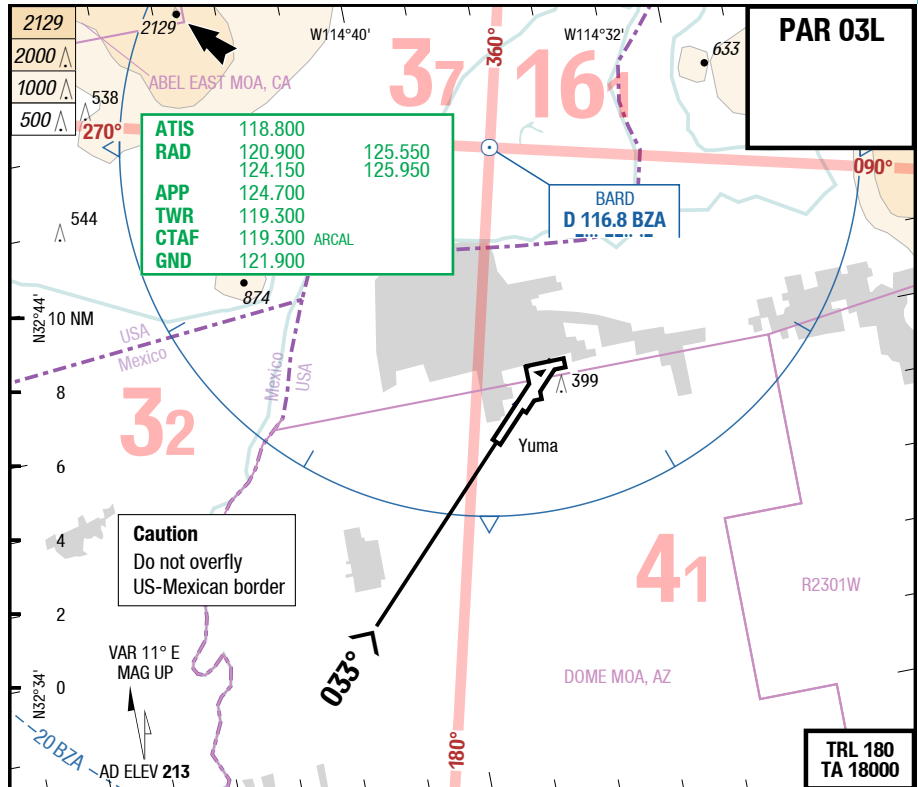 2129
2000
1000
500
2129
W114°40'
W114°32'
PAR 03L
360°
37
161
633
ABEL EAST MOA, CA
538
270°
090°
ATIS 118.800
RAD 120.900 125.550
124.150 125.950
APP 124.700
TWR 119.300
CTAF 119.300 ARCAL
GND 121.900
BARD
D 116.8 BZA
544
874
N32°44'
10 NM
USA
Mexico
Mexico
USA
8
399
32
6
Yuma
Caution
Do not overfly
US-Mexican border
4
41
R2301W
2
VAR 11° E
MAG UP
033°
DOME MOA, AZ
N32°34'
0
20 BZA
AD ELEV 213
180°
TRL 180
TA 18000